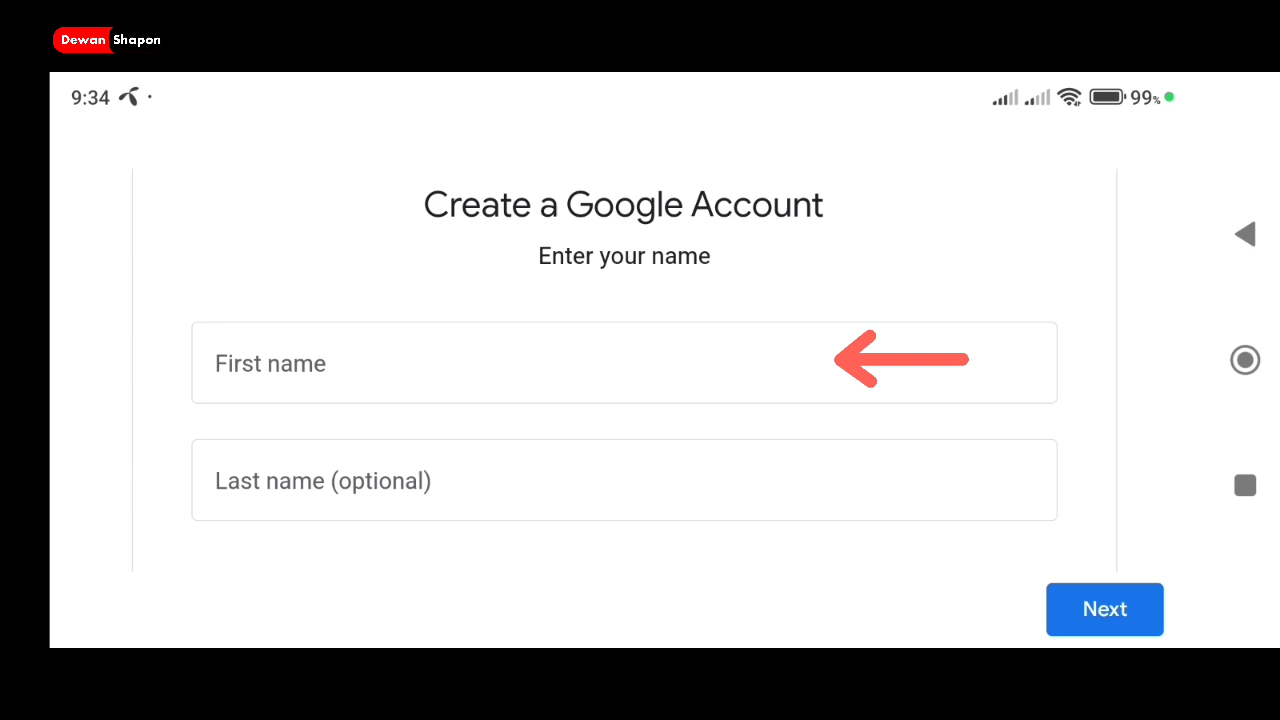 Dewan Shapon
9:34
99%
Create a Google Account
Enter your name
First name
Last name (optional)
Next